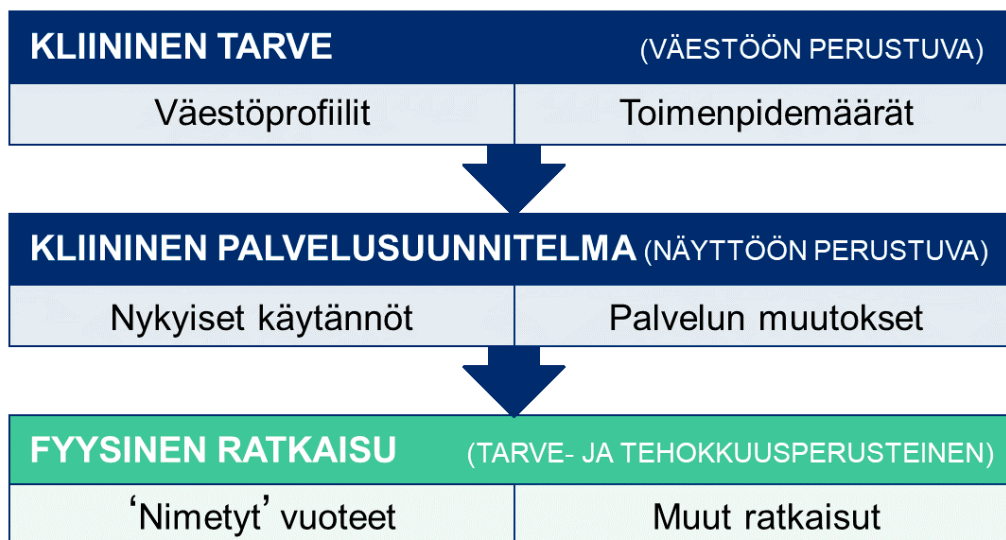 KLIININEN TARVE (VÄESTÖÖN PERUSTUVA)
Väestöprofiilit Toimenpidemäärät
KLIININEN PALVELUSUUNNITELMA (NÄYTTÖÖN PERUSTUVA)
Nykyiset käytännöt Palvelun muutokset
FYYSINEN RATKAISU (TARVE- JA TEHOKKUUSPERUSTEINEN)
‘Nimetyt’ vuoteet Muut ratkaisut